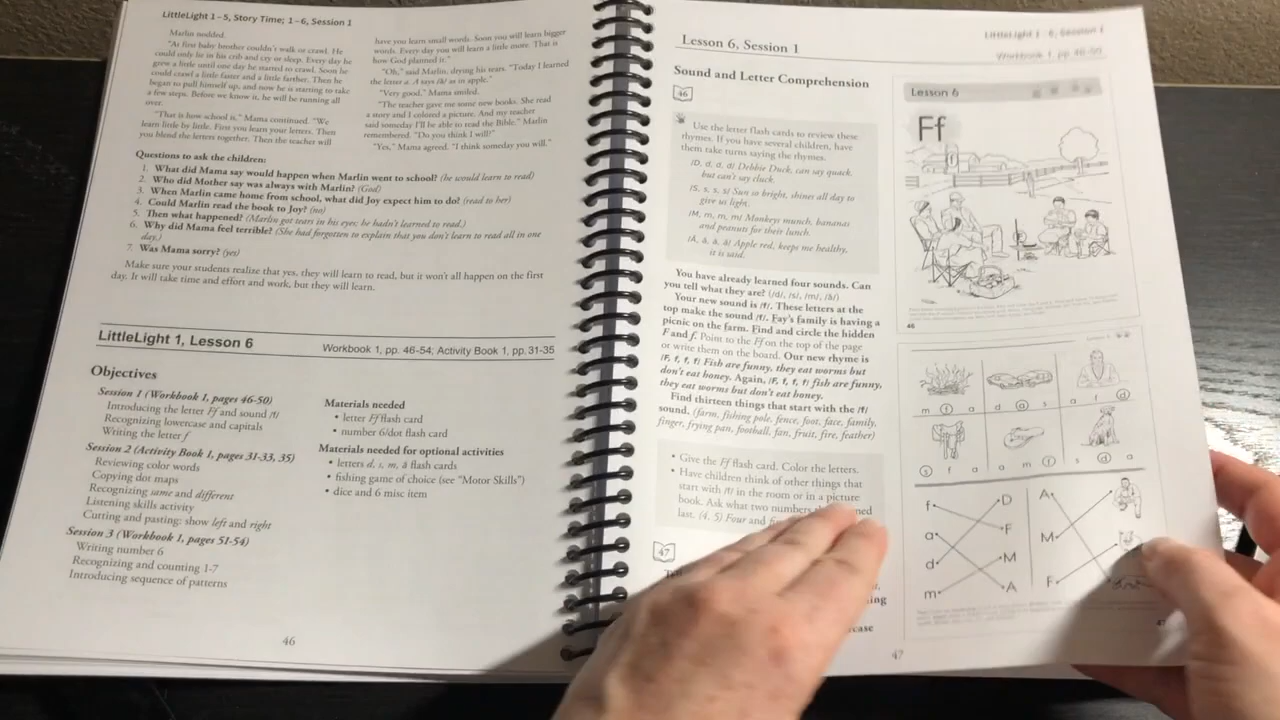 LittleLight 1-5, Story Time; 1-6, Session 1
Marlin nodded.
"At first baby brother couldn't walk or crawl. He
could only lie in his crib and cry or sleep. Every day he
grew a little until one day he started to crawl. Soon he
could crawl a little faster and a little farther. Then he
began to pull himself up, and now he is starting to take
a few steps. Before we know it, he will be running all
over.
"That is how school is." Mama continued. "We
learn little by little. First you learn your letters. Then
you blend the letters together. Then the teacher will
have you learn small words. Soon you will learn bigger
words. Every day you will learn a little more. That is
how God planned it."
"Oh," said Marlin, drying his tears. "Today I learned
the letter a. A says /ă/ as in apple."
"Very good," Mama smiled.
"The teacher gave me some new books. She read
a story and I colored a picture. And my teacher
said someday I'll be able to read the Bible." Marlin
remembered. "Do you think I will?"
"Yes," Mama agreed. "I think someday you will."
Questions to ask the children:
1. What did Mama say would happen when Marlin went to school? (he would learn to read)
2. Who did Mother say was always with Marlin? (God)
3. When Marlin came home from school, what did Joy expect him to do? (read to her)
4. Could Marlin read the book to Joy? (no)
5. Then what happened? (Marlin got tears in his eyes; he hadn't learned to read.)
6. Why did Mama feel terrible? (She had forgotten to explain that you don't learn to read all in one
day.)
7. Was Mama sorry? (yes)
Make sure your students realize that yes, they will learn to read, but it won't all happen on the first
day. It will take time and effort and work, but they will learn.
LittleLight 1, Lesson 6
Workbook 1, pp. 46-54; Activity Book 1, pp. 31-35
Objectives
Session 1 (Workbook 1, pages 46-50)
Introducing the letter Ff and sound /f/
Recognizing lowercase and capitals
Writing the letter f
Session 2 (Activity Book 1, pages 31-33, 35)
Reviewing color words
Copying dot maps
Recognizing same and different
Listening skills activity
Cutting and pasting: show left and right
Session 3 (Workbook 1, pages 51-54)
Writing number 6
Recognizing and counting 1-7
Introducing sequence of patterns
Materials needed
• letter Ff flash card
• number 6/dot flash card
Materials needed for optional activities
• letters d, s, m, ă flash cards
• fishing game of choice (see "Motor Skills")
• dice and 6 misc item
46
Lesson 6, Session 1
Sound and Letter Comprehension
46
Use the letter flash cards to review these
rhymes. If you have several children, have
them take turns saying the rhymes.
/D, d, d, d/ Debbie Duck, can say quack,
but can't say cluck.
/S, s, s, s/ Sun so bright, shines all day to
give us light.
/M, m, m, m/ Monkeys munch, bananas
and peanuts for their lunch.
/A, ă, ă, ă/ Apple red, keeps me healthy,
it is said.
You have already learned four sounds. Can
you tell what they are? (/d/, /s/, /m/, /ă/)
Your new sound is /f/. These letters at the
top make the sound /f/. Fay's family is having a
picnic on the farm. Find and circle the hidden
F and f. Point to the Ff on the top of the page
or write them on the board. Our new rhyme is
/F, f, f, f/ Fish are funny, they eat worms but
don't eat honey. Again, /F, f, f, f/ fish are funny,
they eat worms but don't eat honey.
Find thirteen things that start with the /f/
sound. (farm, fishing pole, fence, foot, face, family,
finger, frying pan, football, fan, fruit, fire, feather)
• Give the Ff flash card. Color the letters.
• Have children think of other things that
start with /f/ in the room or in a picture
book. Ask what two numbers
last. (4, 5) Four and
47
47
LittleLight 1-6, Session 1
Workbook 1, pp. 46-50
Lesson 6
Ff
46
m f a
d a s
a f d
s f a
a m f
s d a
f D
a F
d M
m A
A
M
F